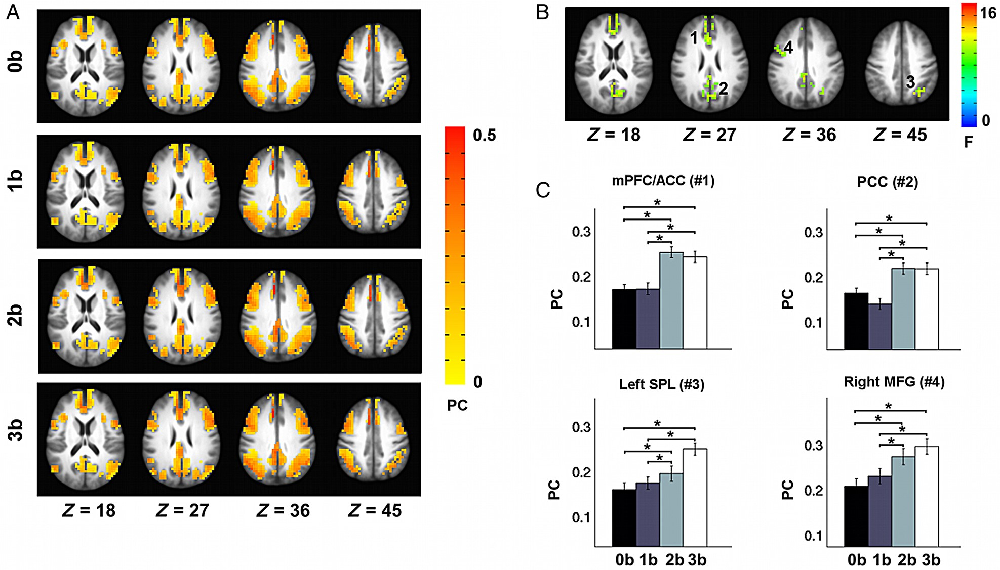 A
0b
1b
2b
3b
Z = 18 Z = 27 Z = 36 Z = 45
0.5
0
PC
B
1
2
4
3
Z = 18 Z = 27 Z = 36 Z = 45
16
0
F
C
mPFC/ACC (#1)
* * * *
0.3
0.2
0.1
PC
PCC (#2)
* * * *
0.3
0.2
0.1
PC
Left SPL (#3)
* * * *
0.3
0.2
0.1
PC
0b 1b 2b 3b
Right MFG (#4)
* * * *
0.3
0.2
0.1
PC
0b 1b 2b 3b